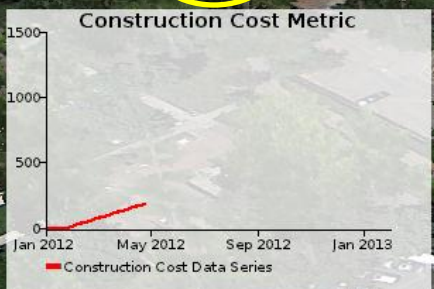 Construction Cost Metric
1500
1000
500
0
Jan 2012 May 2012 Sep 2012 Jan 2013
Construction Cost Data Series